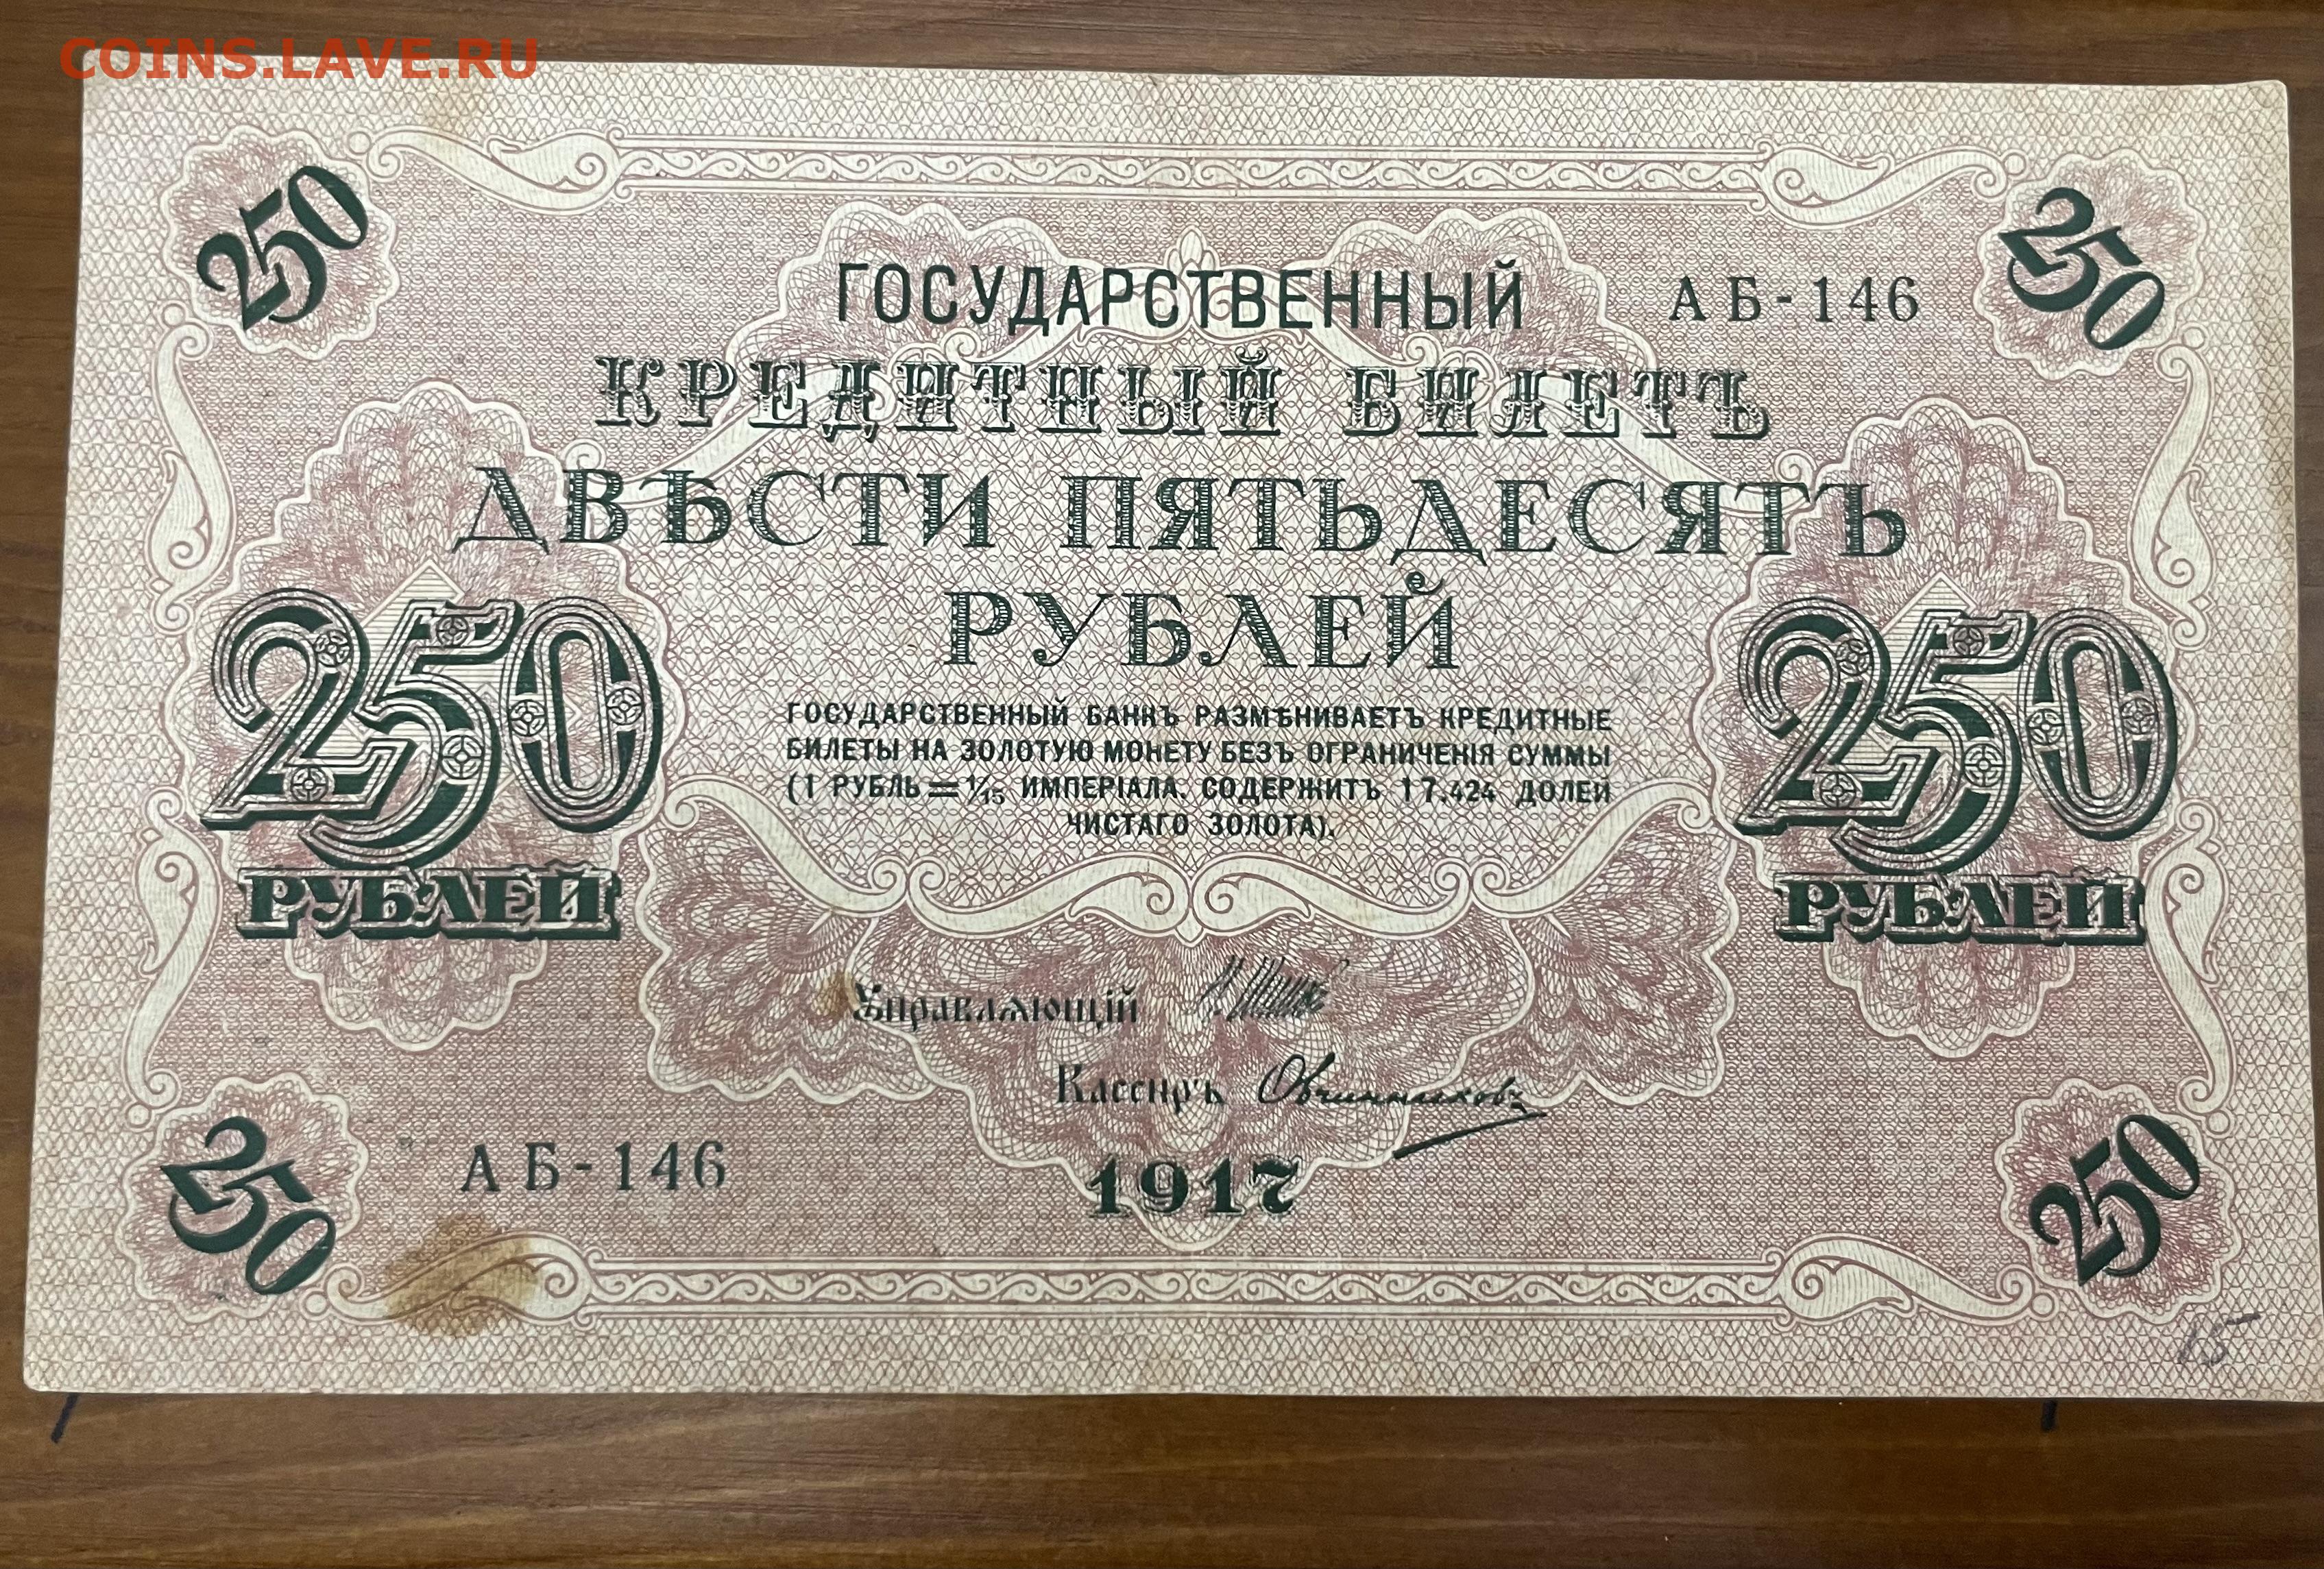 COINS.LAVE.RU
250
250
ГОСУДАРСТВЕННЫЙ
АБ-146
КРЕДИТНЫЙ БИЛЕТЪ
ДВѢСТИ ПЯТЬДЕСЯТЪ
РУБЛЕЙ
250
РУБЛЕЙ
250
РУБЛЕЙ
ГОСУДАРСТВЕННЫЙ БАНКЪ РАЗМѢНИВАЕТЪ КРЕДИТНЫЕ
БИЛЕТЫ НА ЗОЛОТУЮ МОНЕТУ БЕЗЪ ОГРАНИЧЕНІЯ СУММЫ
(1 РУБЛЬ = 1/15 ИМПЕРІАЛА. СОДЕРЖИТЪ 17.424 ДОЛЕЙ
ЧИСТАГО ЗОЛОТА).
Управляющій
Кассиръ Овчинниковъ
АБ-146
1917
250
250
15